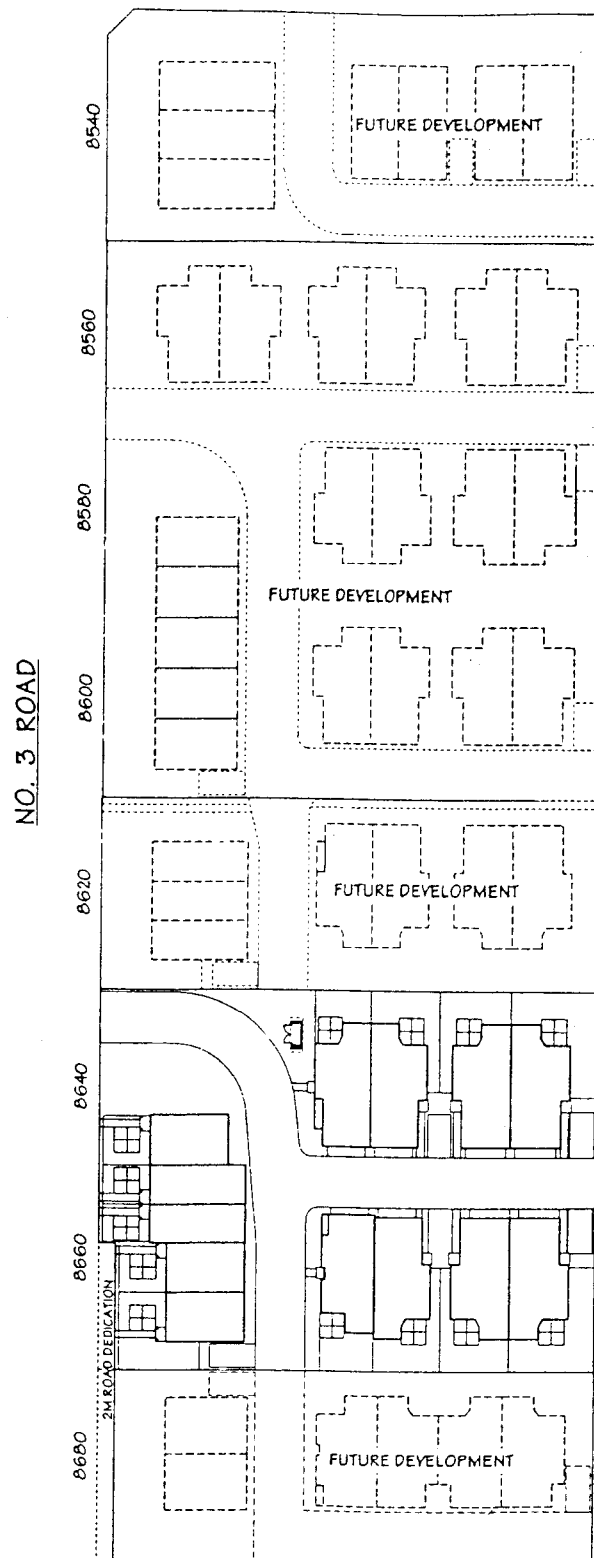 8540
FUTURE DEVELOPMENT
8560
8580
FUTURE DEVELOPMENT
8600
NO. 3 ROAD
8620
FUTURE DEVELOPMENT
8640
8660
2M ROAD DEDICATION
8680
FUTURE DEVELOPMENT